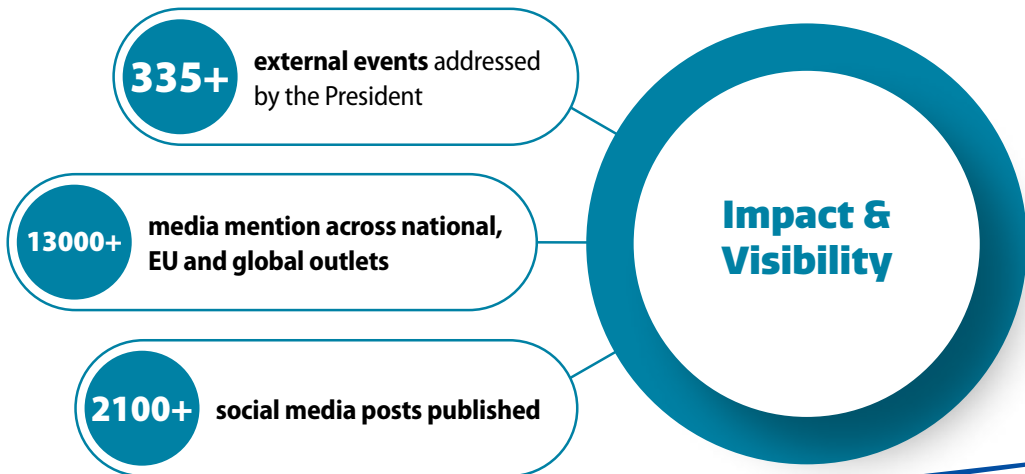 335+
external events addressed
by the President
13000+
media mention across national,
EU and global outlets
2100+
social media posts published
Impact &
Visibility